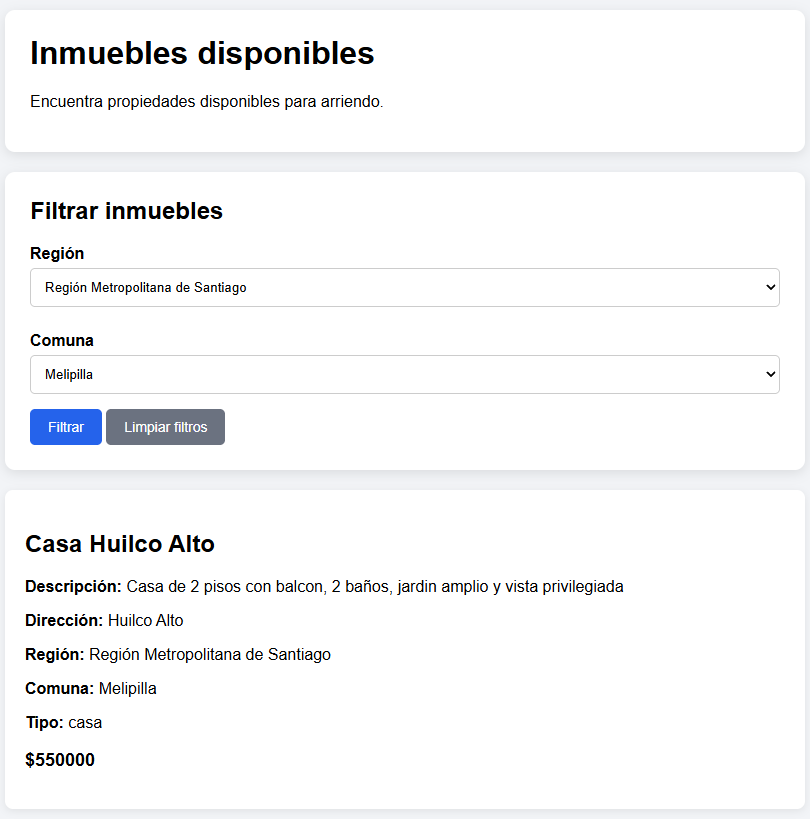 Inmuebles disponibles
Encuentra propiedades disponibles para arriendo.
Filtrar inmuebles
Región
Región Metropolitana de Santiago
Comuna
Melipilla
Filtrar Limpiar filtros
Casa Huilco Alto
Descripción: Casa de 2 pisos con balcon, 2 baños, jardin amplio y vista privilegiada
Dirección: Huilco Alto
Región: Región Metropolitana de Santiago
Comuna: Melipilla
Tipo: casa
$550000